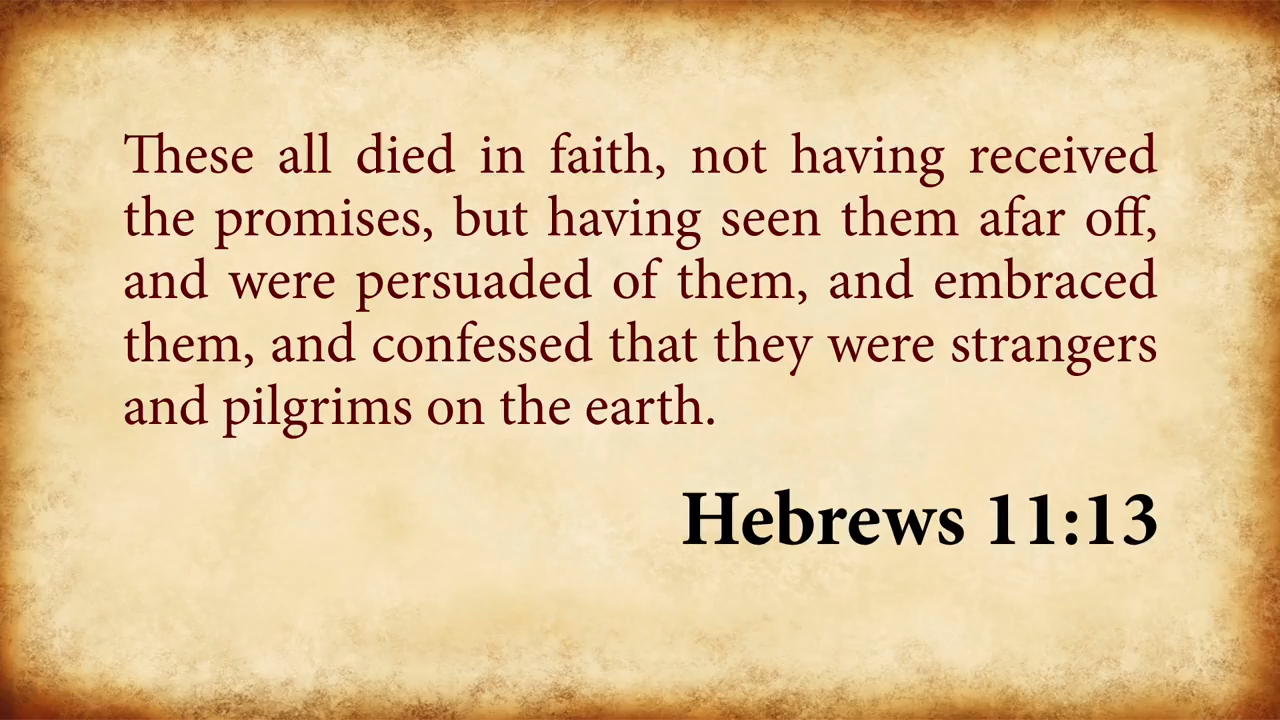 These all died in faith, not having received
the promises, but having seen them afar off,
and were persuaded of them, and embraced
them, and confessed that they were strangers
and pilgrims on the earth.
Hebrews 11:13